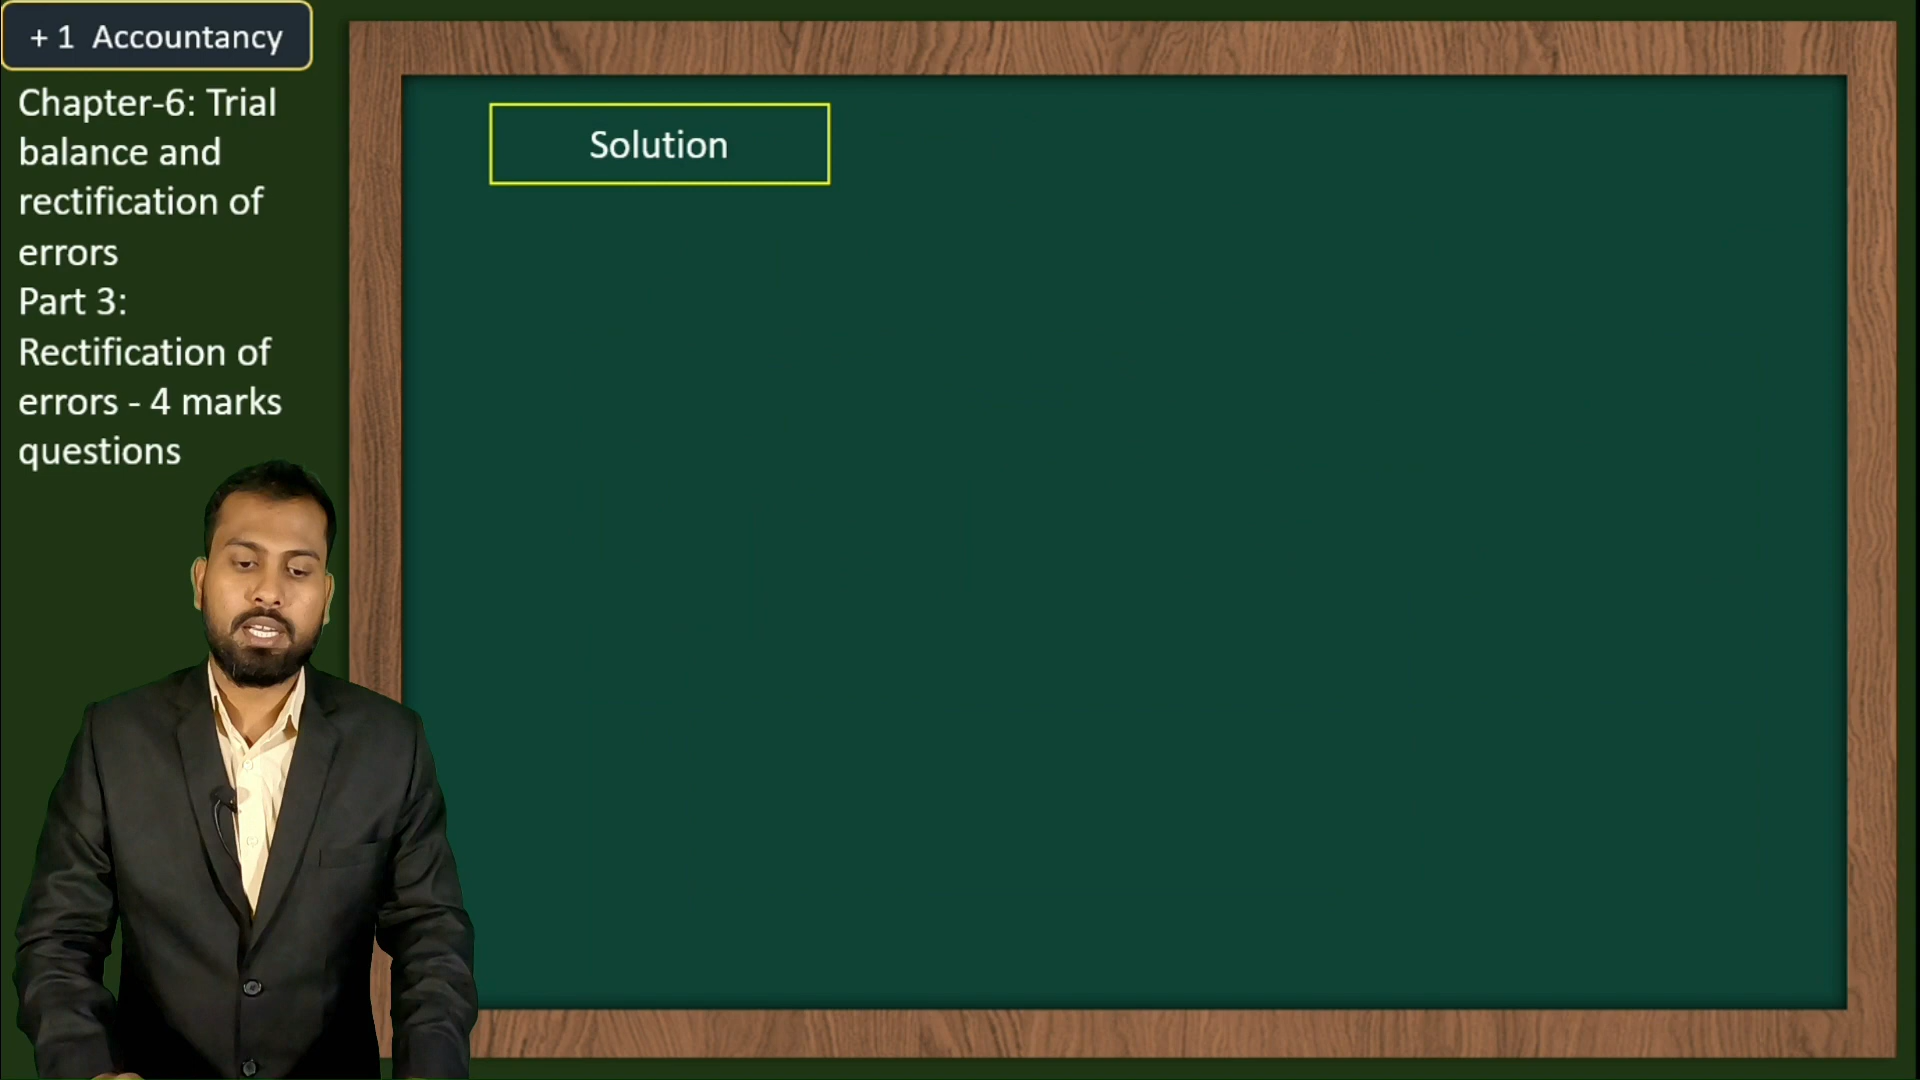 + 1 Accountancy
Chapter-6: Trial
balance and
rectification of
errors
Part 3:
Rectification of
errors - 4 marks
questions
Solution